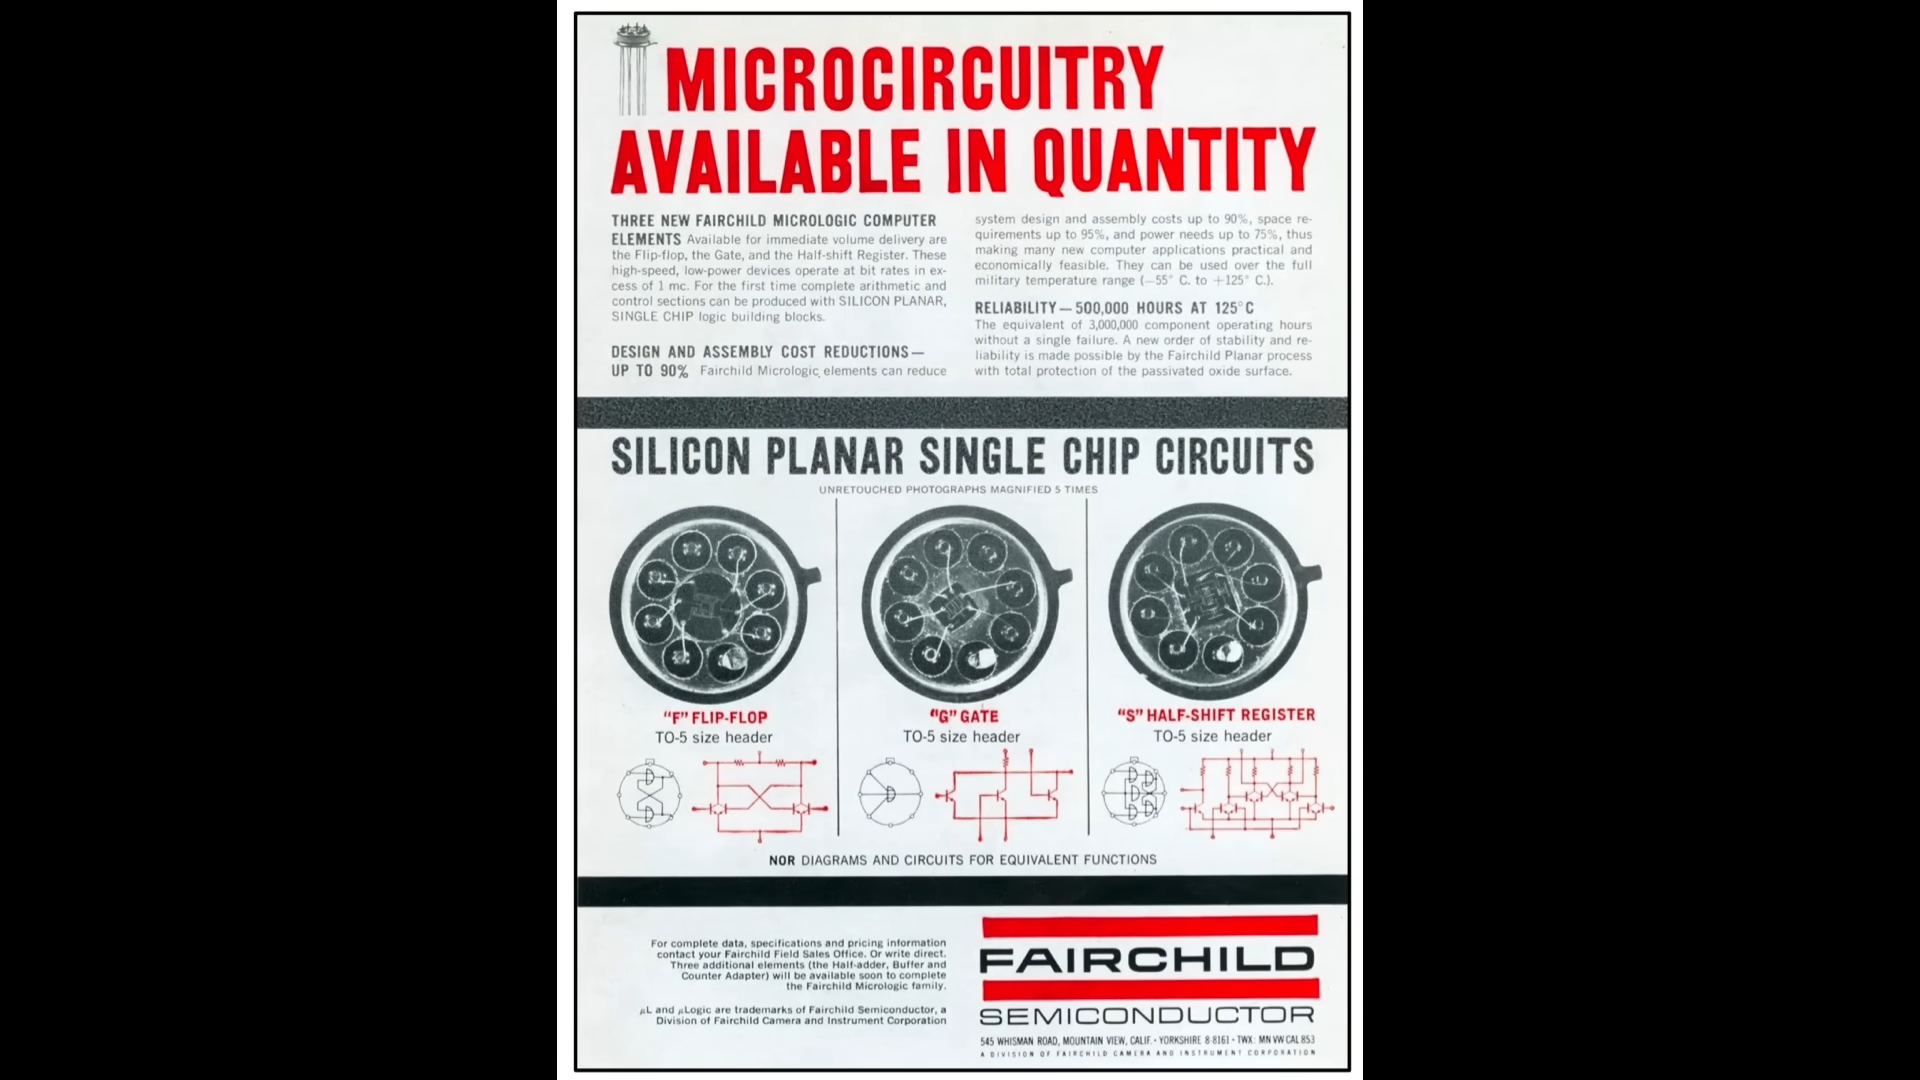 MICROCIRCUITRY
AVAILABLE IN QUANTITY
THREE NEW FAIRCHILD MICROLOGIC COMPUTER
ELEMENTS Available for immediate volume delivery are
the Flip-flop, the Gate, and the Half-shift Register. These
high-speed, low-power devices operate at bit rates in ex-
cess of 1 mc. For the first time complete arithmetic and
control sections can be produced with SILICON PLANAR,
SINGLE CHIP logic building blocks.
DESIGN AND ASSEMBLY COST REDUCTIONS—
UP TO 90% Fairchild Micrologic elements can reduce
system design and assembly costs up to 90%, space re-
quirements up to 95%, and power needs up to 75%, thus
making many new computer applications practical and
economically feasible. They can be used over the full
military temperature range (—55° C. to +125° C.).
RELIABILITY—500,000 HOURS AT 125°C
The equivalent of 3,000,000 component operating hours
without a single failure. A new order of stability and re-
liability is made possible by the Fairchild Planar process
with total protection of the passivated oxide surface.
SILICON PLANAR SINGLE CHIP CIRCUITS
UNRETOUCHED PHOTOGRAPHS MAGNIFIED 5 TIMES
"F" FLIP-FLOP
TO-5 size header
"G" GATE
TO-5 size header
"S" HALF-SHIFT REGISTER
TO-5 size header
NOR DIAGRAMS AND CIRCUITS FOR EQUIVALENT FUNCTIONS
For complete data, specifications and pricing information
contact your Fairchild Field Sales Office. Or write direct.
Three additional elements (the Half-adder, Buffer and
Counter Adapter) will be available soon to complete
the Fairchild Micrologic family.
µL and µLogic are trademarks of Fairchild Semiconductor, a
Division of Fairchild Camera and Instrument Corporation
FAIRCHILD
SEMICONDUCTOR
545 WHISMAN ROAD, MOUNTAIN VIEW, CALIF. · YORKSHIRE 8-8161 · TWX: MN VW CAL 853
A DIVISION OF FAIRCHILD CAMERA AND INSTRUMENT CORPORATION